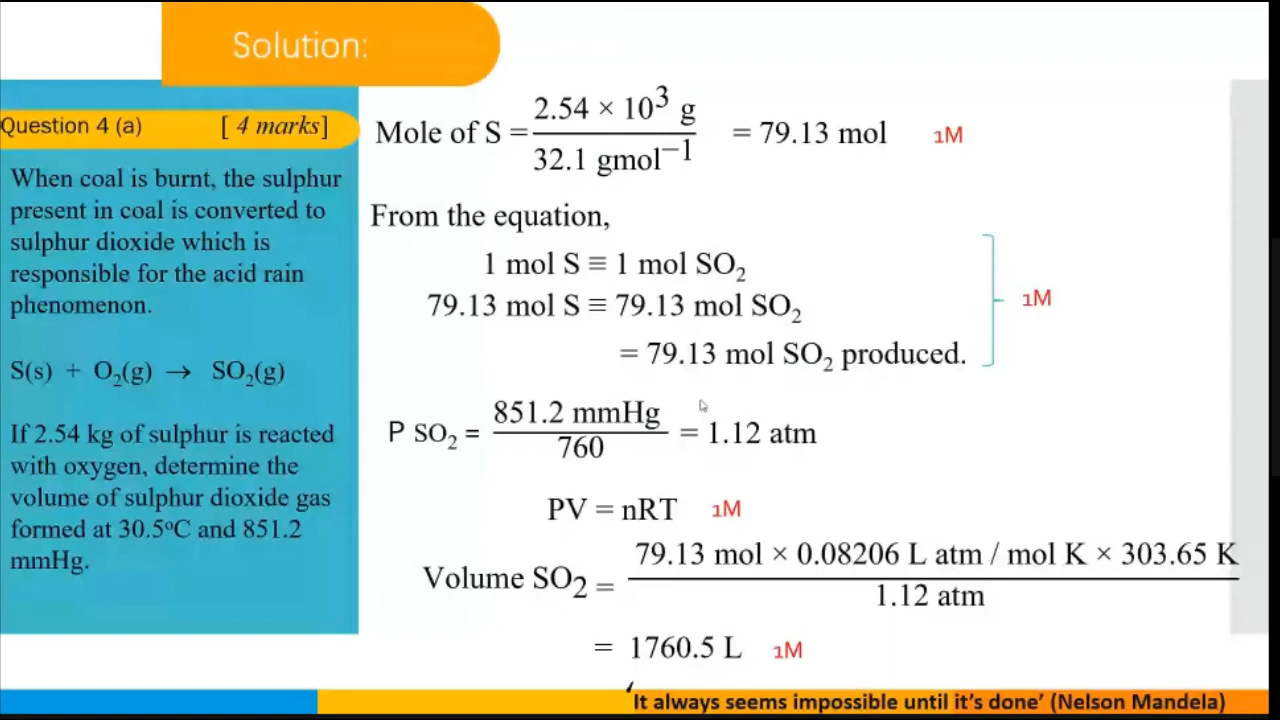 Solution:
Question 4 (a) [ 4 marks]
When coal is burnt, the sulphur
present in coal is converted to
sulphur dioxide which is
responsible for the acid rain
phenomenon.
S(s) + O₂(g) → SO₂(g)
If 2.54 kg of sulphur is reacted
with oxygen, determine the
volume of sulphur dioxide gas
formed at 30.5°C and 851.2
mmHg.
Mole of S = 2.54 × 10³ g / 32.1 gmol⁻¹ = 79.13 mol 1M
From the equation,
1 mol S ≡ 1 mol SO₂
79.13 mol S ≡ 79.13 mol SO₂
= 79.13 mol SO₂ produced.
1M
P SO₂ = 851.2 mmHg / 760 = 1.12 atm
PV = nRT 1M
Volume SO₂ = 79.13 mol × 0.08206 L atm / mol K × 303.65 K / 1.12 atm
= 1760.5 L 1M
‘It always seems impossible until it’s done’ (Nelson Mandela)